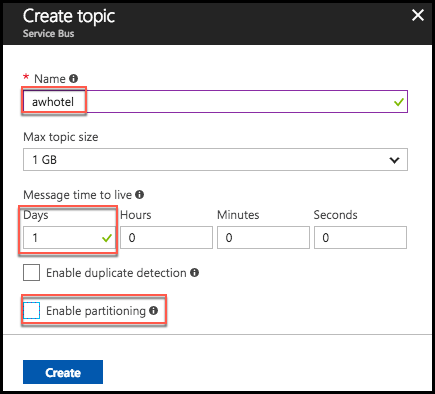 Create topic
Service Bus
* Name
awhotel
Max topic size
1 GB
Message time to live
Days Hours Minutes Seconds
1 0 0 0
Enable duplicate detection
Enable partitioning
Create